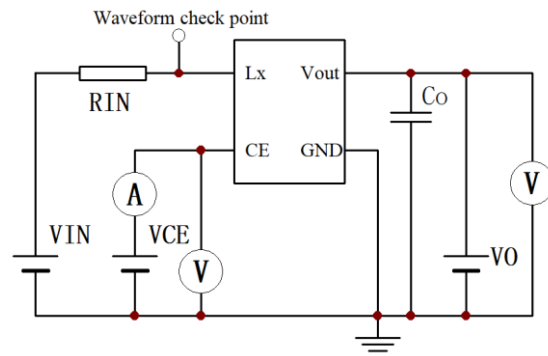 Waveform check point
Lx
Vout
RIN
CO
CE
GND
A
V
VIN
VCE
V
VO